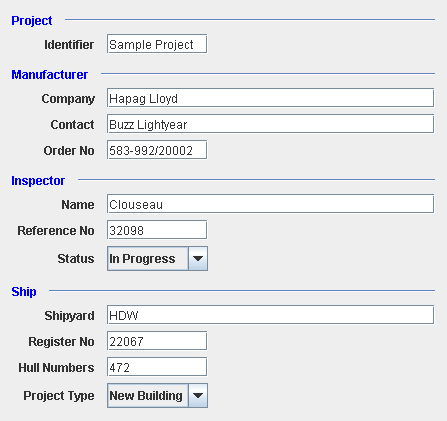 Project
Identifier Sample Project
Manufacturer
Company Hapag Lloyd
Contact Buzz Lightyear
Order No 583-992/20002
Inspector
Name Clouseau
Reference No 32098
Status In Progress
Ship
Shipyard HDW
Register No 22067
Hull Numbers 472
Project Type New Building